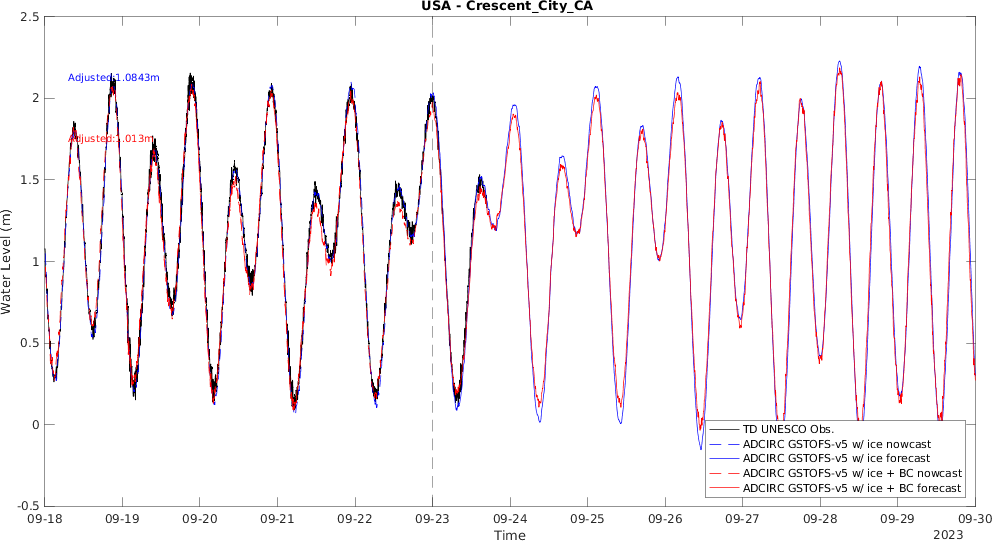 USA - Crescent_City_CA
2.5
2
1.5
1
0.5
0
-0.5
Water Level (m)
Adjusted:1.0843m
Adjusted:1.013m
TD UNESCO Obs.
ADCIRC GSTOFS-v5 w/ ice nowcast
ADCIRC GSTOFS-v5 w/ ice forecast
ADCIRC GSTOFS-v5 w/ ice + BC nowcast
ADCIRC GSTOFS-v5 w/ ice + BC forecast
09-18 09-19 09-20 09-21 09-22 09-23 09-24 09-25 09-26 09-27 09-28 09-29 09-30
Time
2023